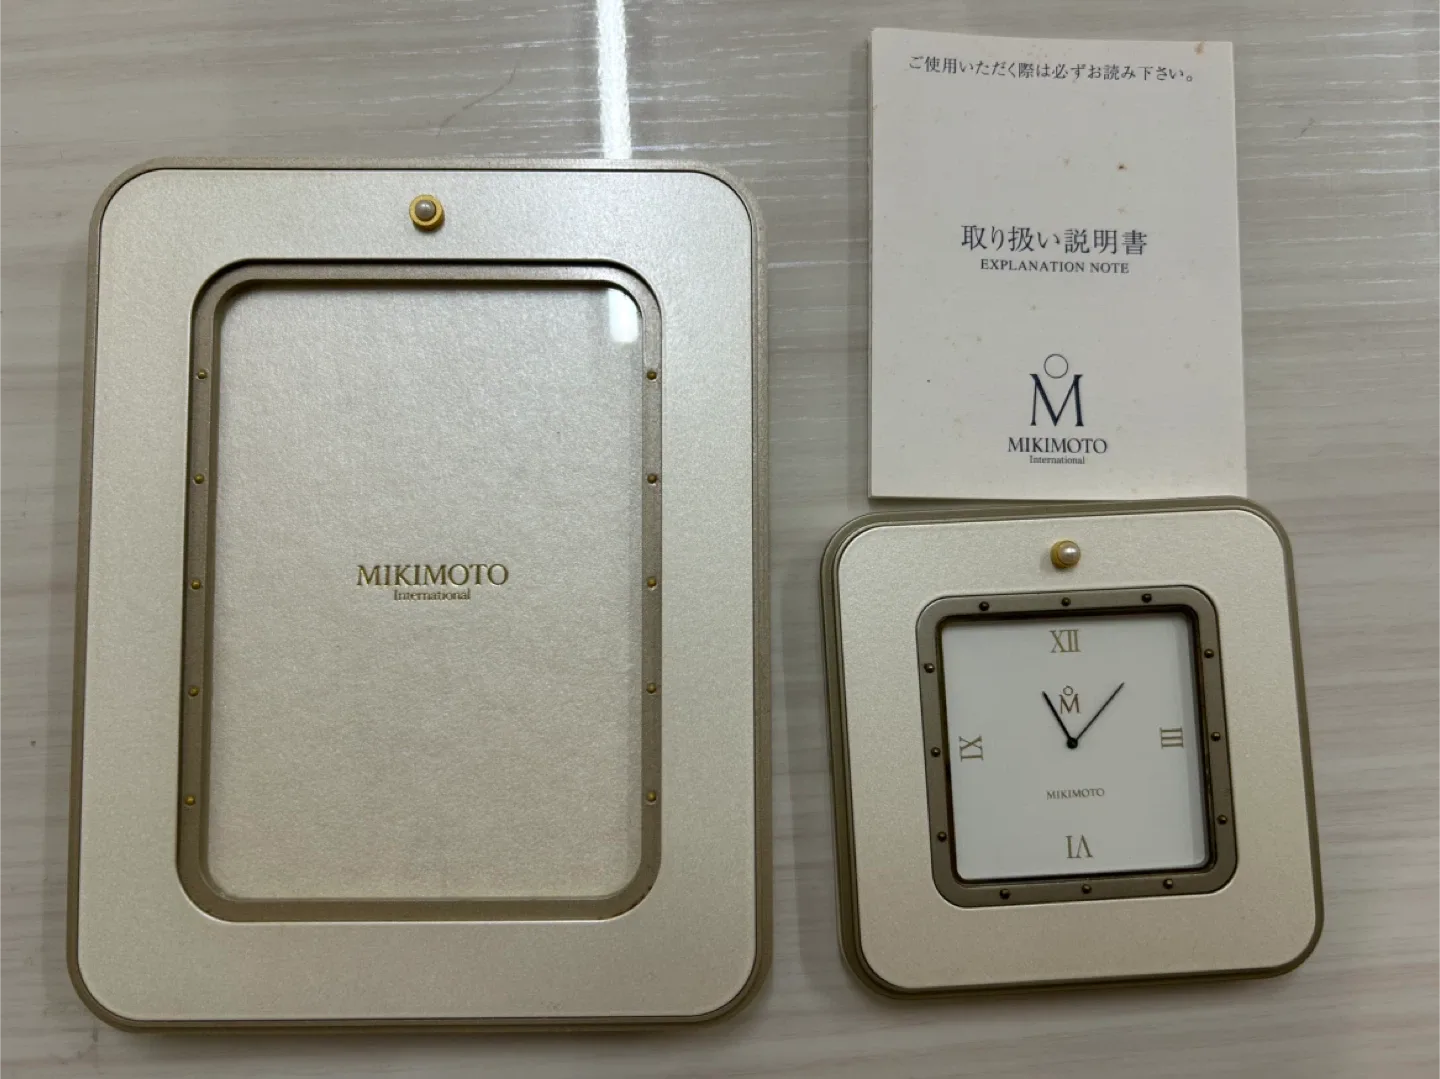 MIKIMOTO
International
ご使用いただく際は必ずお読み下さい。
取り扱い説明書
EXPLANATION NOTE
M
MIKIMOTO
International
XII
M
IX
III
MIKIMOTO
VI